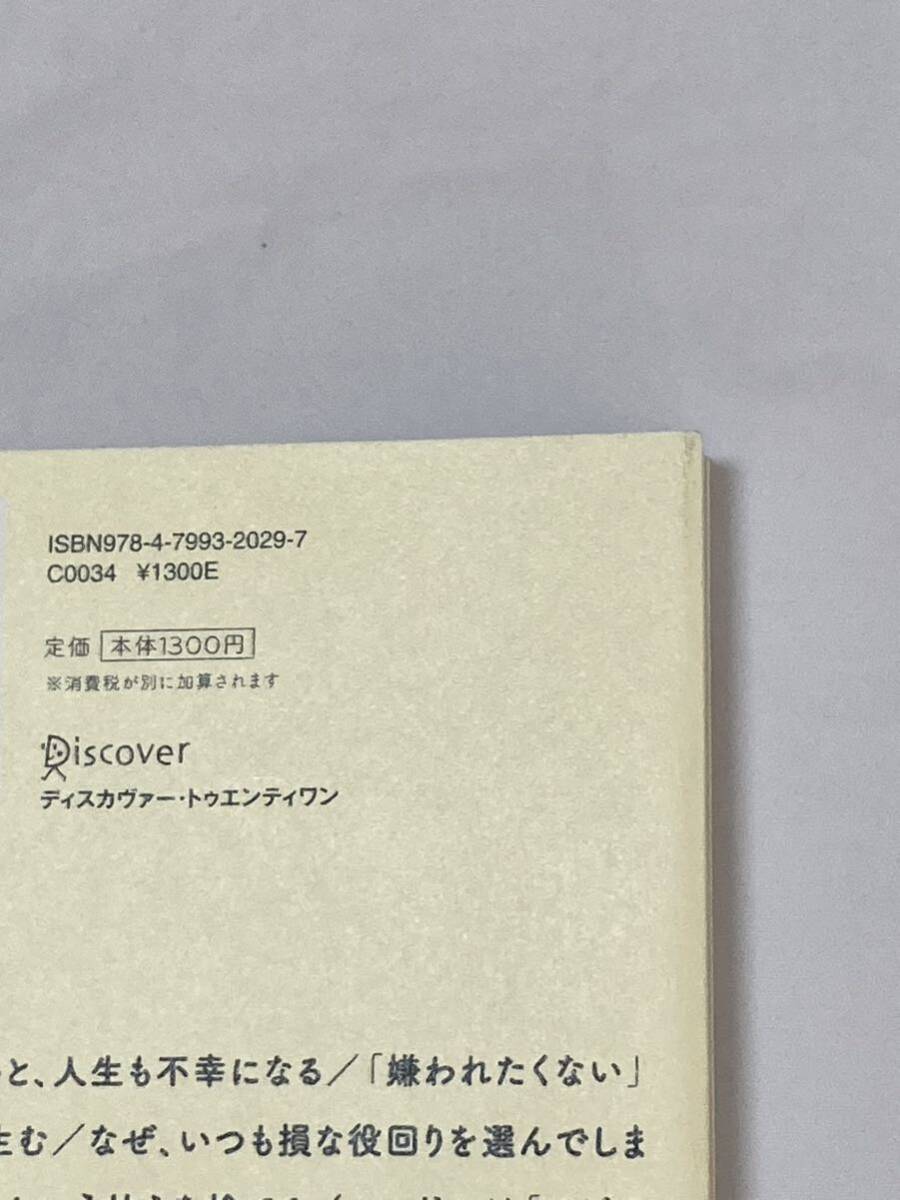 ISBN978-4-7993-2029-7
C0034 ¥1300E
定価 本体1300円
※消費税が別に加算されます
Discover
ディスカヴァー・トゥエンティワン
と、人生も不幸になる／「嫌われたくない」
生む／なぜ、いつも損な役回りを選んでしま